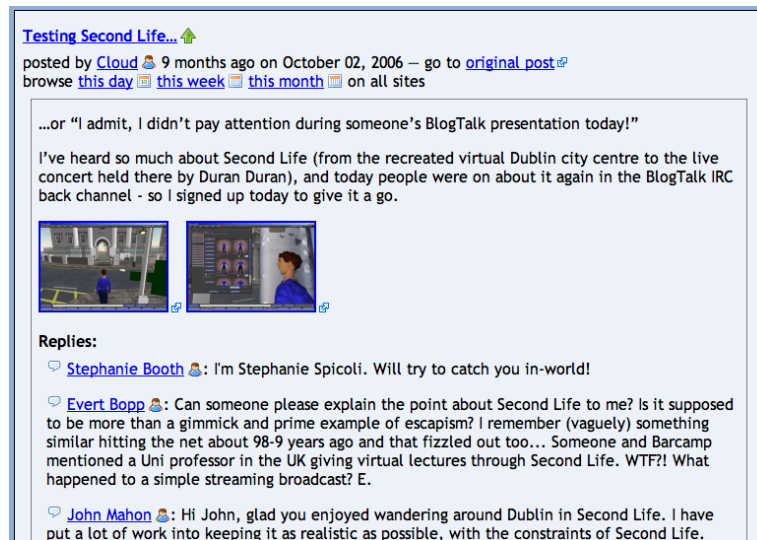 Testing Second Life...
posted by Cloud 9 months ago on October 02, 2006 — go to original post
browse this day this week this month on all sites
…or “I admit, I didn’t pay attention during someone’s BlogTalk presentation today!”
I’ve heard so much about Second Life (from the recreated virtual Dublin city centre to the live
concert held there by Duran Duran), and today people were on about it again in the BlogTalk IRC
back channel - so I signed up today to give it a go.
Replies:
Stephanie Booth : I'm Stephanie Spicoli. Will try to catch you in-world!
Evert Bopp : Can someone please explain the point about Second Life to me? Is it supposed
to be more than a gimmick and prime example of escapism? I remember (vaguely) something
similar hitting the net about 98-9 years ago and that fizzled out too... Someone and Barcamp
mentioned a Uni professor in the UK giving virtual lectures through Second Life. WTF?! What
happened to a simple streaming broadcast? E.
John Mahon : Hi John, glad you enjoyed wandering around Dublin in Second Life. I have
put a lot of work into keeping it as realistic as possible, with the constraints of Second Life.